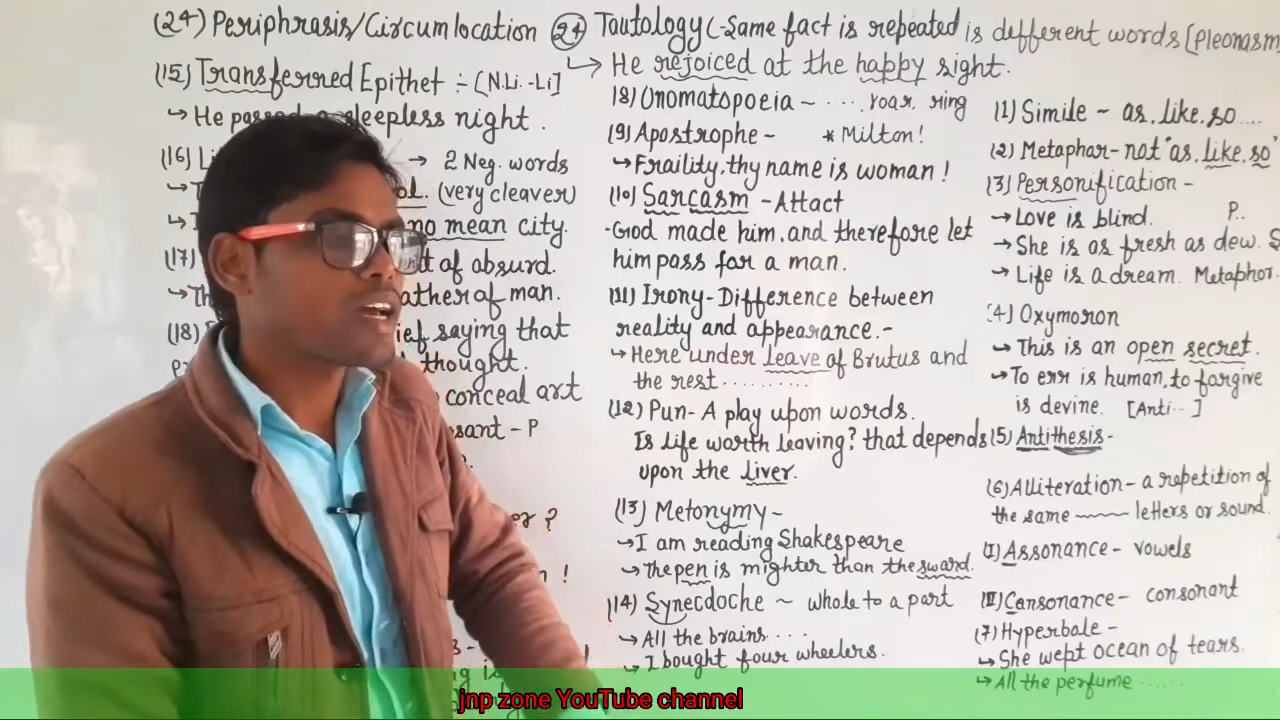 (24) Periphrasis/Circumlocation
(15) Transferred Epithet ÷ [N.Li. -Li]
↳ He passed a sleepless night.
(16) Li → 2 Neg. words
ol. (very cleaver)
no mean city.
(17) t of absurd.
↳ Th ather of man.
(18) ief saying that
thought.
conceal art
sant - P
?
!
(24) Tautology (-Same fact is repeated is different words [Pleonasm
↳ He rejoiced at the happy sight.
(8) Onomatopoeia ~ .... roar. ring
(9) Apostrophe ~ * Milton!
↳ Fraility, thy name is woman!
(10) Sarcasm - Attact
-God made him, and therefore let
him pass for a man.
(11) Irony - Difference between
reality and appearance.-
↳ Here under leave of Brutus and
the rest ..........
(12) Pun - A play upon words.
Is life worth leaving? that depends
upon the liver.
(13) Metonymy -
↳ I am reading Shakespeare
↳ The pen is mighter than the sward.
(14) Synecdoche ~ whole to a part
↳ All the brains....
↳ I bought four wheelers.
(1) Simile ~ as, like, so ....
(2) Metaphar - not "as, like, so"
(3) Personification -
↳ Love is blind. P..
↳ She is as fresh as dew. S
↳ Life is a dream. Metaphor.
(4) Oxymoron
↳ This is an open secret.
↳ To err is human, to forgive
is devine. [Anti..]
(5) Antithesis -
(6) Alliteration - a repetition of
the same —— letters or sound.
(I) Assonance - vowels
(II) Consonance - consonant
(7) Hyperbale -
↳ She wept ocean of tears.
↳ All the perfume ......
jnp zone YouTube channel